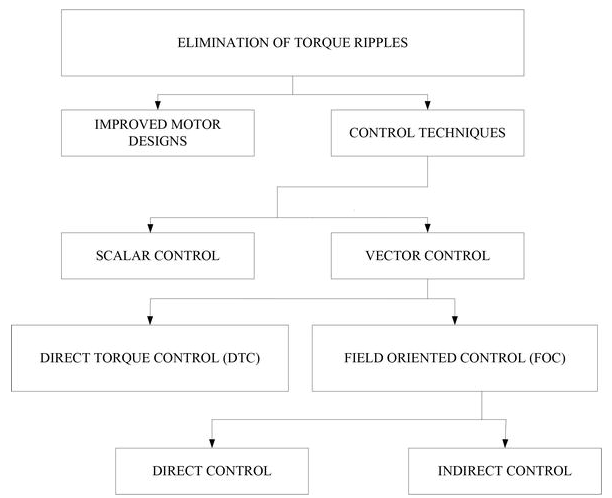 ELIMINATION OF TORQUE RIPPLES
IMPROVED MOTOR
DESIGNS
CONTROL TECHNIQUES
SCALAR CONTROL
VECTOR CONTROL
DIRECT TORQUE CONTROL (DTC)
FIELD ORIENTED CONTROL (FOC)
DIRECT CONTROL
INDIRECT CONTROL